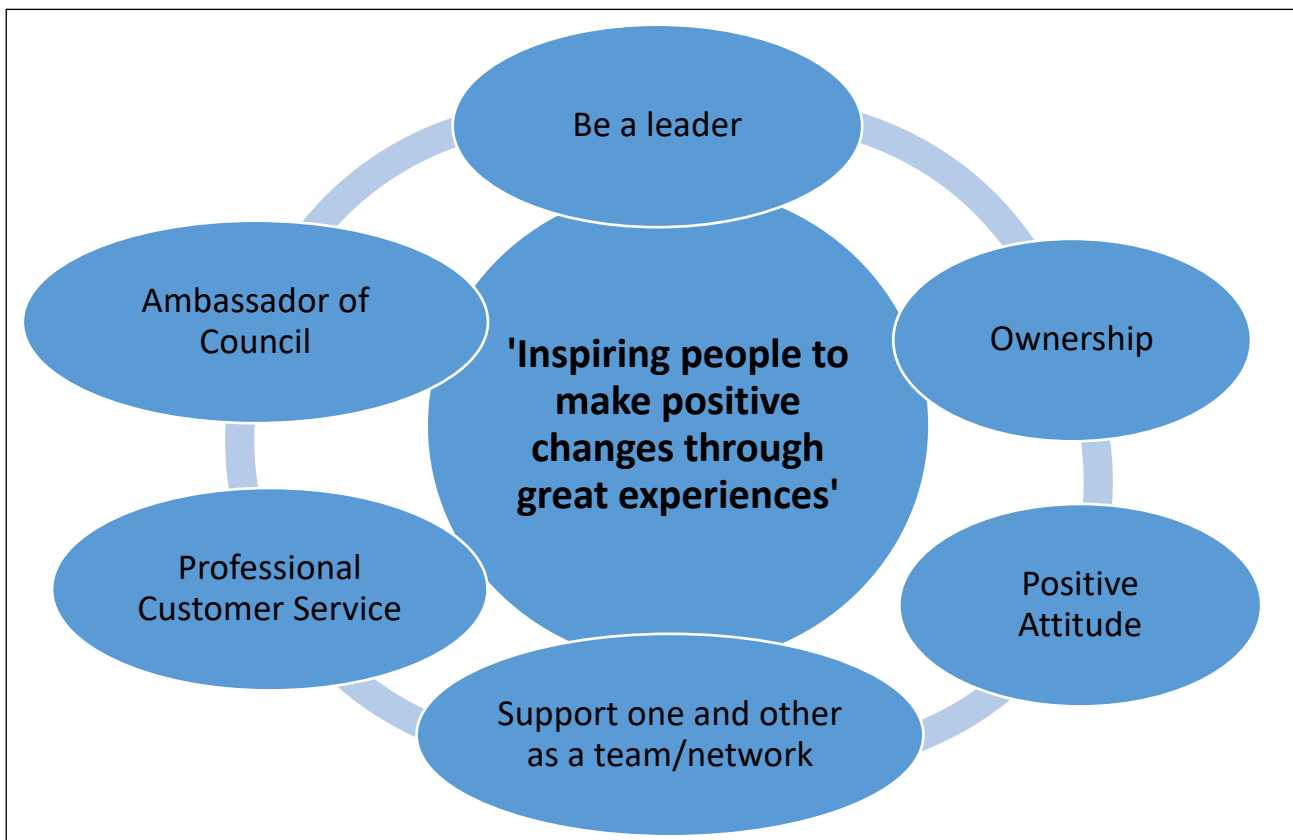 Be a leader
Ambassador of
Council
Ownership
'Inspiring people to
make positive
changes through
great experiences'
Professional
Customer Service
Positive
Attitude
Support one and other
as a team/network